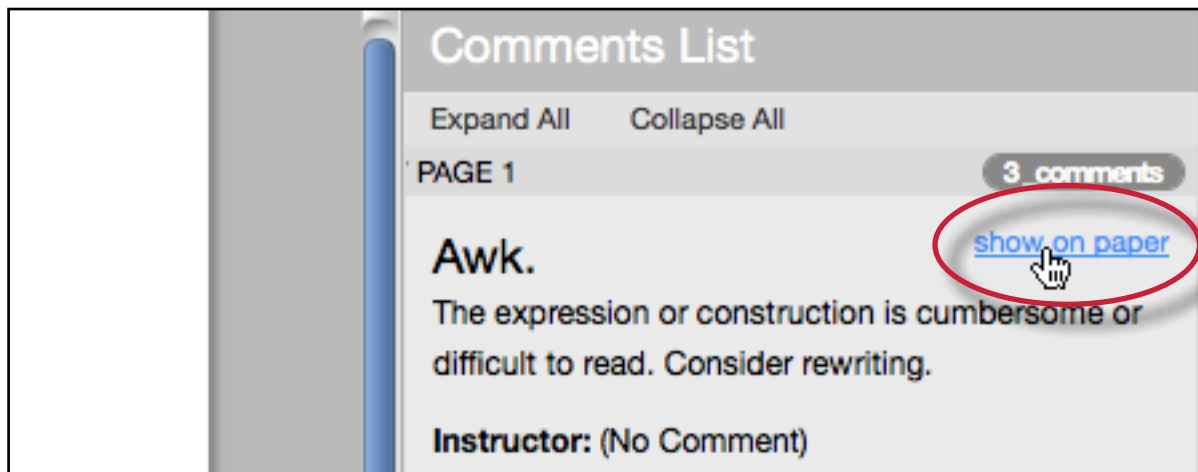 Comments List
Expand All Collapse All
PAGE 1 3 comments
show on paper
Awk.
The expression or construction is cumbersome or
difficult to read. Consider rewriting.
Instructor: (No Comment)